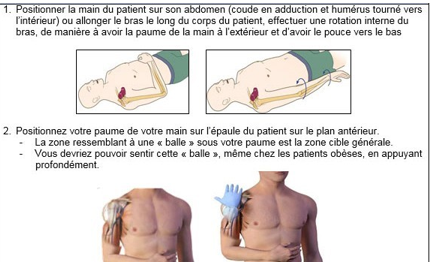 1. Positionner la main du patient sur son abdomen (coude en adduction et humérus tourné vers
l'intérieur) ou allonger le bras le long du corps du patient, effectuer une rotation interne du
bras, de manière à avoir la paume de la main à l'extérieur et d'avoir le pouce vers le bas
2. Positionnez votre paume de votre main sur l'épaule du patient sur le plan antérieur.
- La zone ressemblant à une « balle » sous votre paume est la zone cible générale.
- Vous devriez pouvoir sentir cette « balle », même chez les patients obèses, en appuyant
profondément.